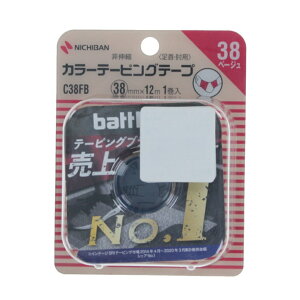 NICHIBAN
非伸縮 (足首・肘用)
38
ベージュ
カラーテーピングテープ
C38FB
38mm×12m 1巻入
battl
テーピング
売上
No.1